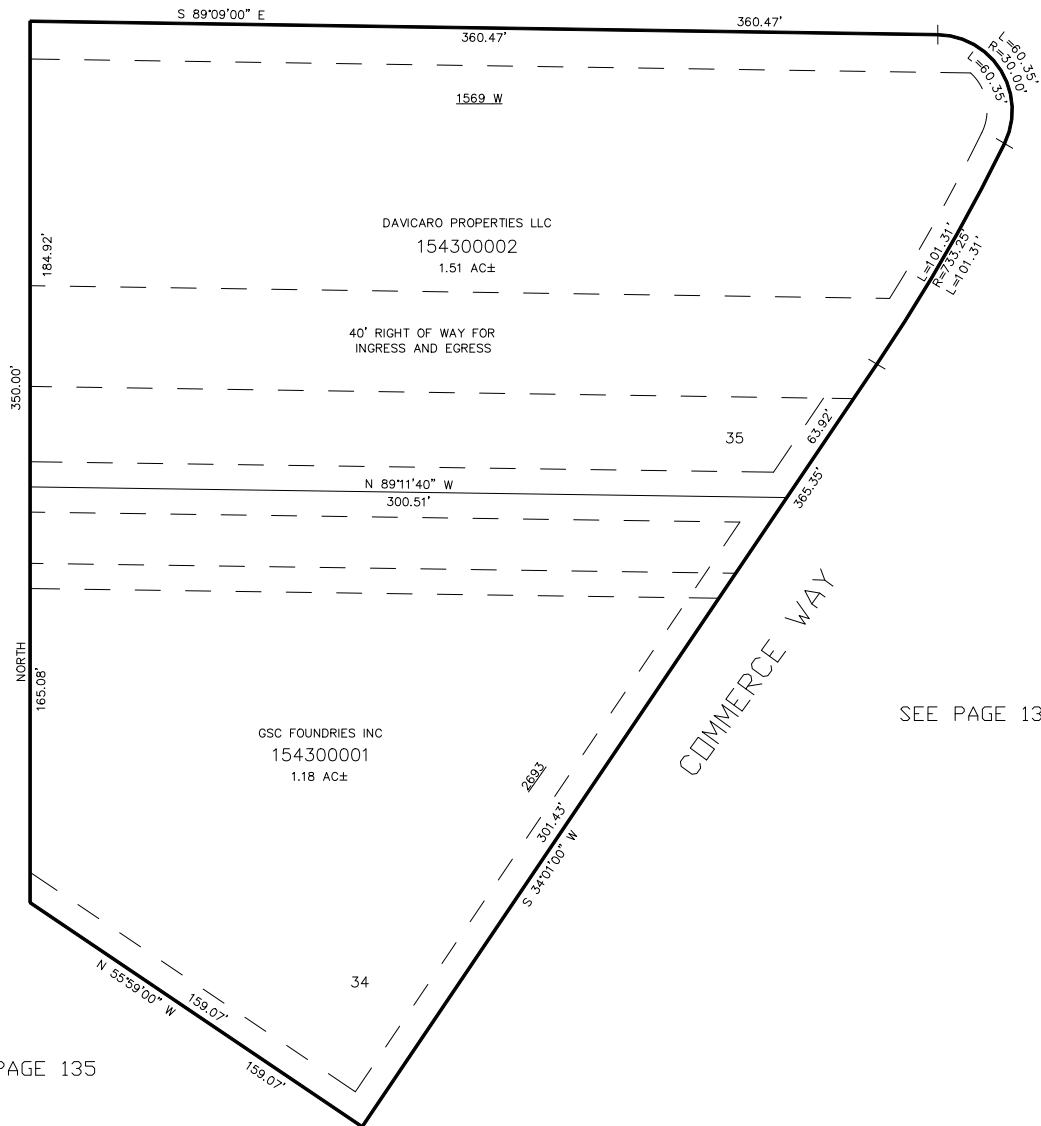 S 89°09'00" E
360.47'
360.47'
L=60.35'
R=30.00'
L=60.35'
1569 W
DAVICARO PROPERTIES LLC
154300002
1.51 AC±
184.92'
L=101.31'
R=733.25'
L=101.31'
40' RIGHT OF WAY FOR
INGRESS AND EGRESS
350.00'
35
63.92'
365.35'
N 89°11'40" W
300.51'
COMMERCE WAY
NORTH
165.08'
SEE PAGE 13
GSC FOUNDRIES INC
154300001
1.18 AC±
2693
301.43'
S 34°01'00" W
34
N 55°59'00" W
159.07'
159.07'
PAGE 135